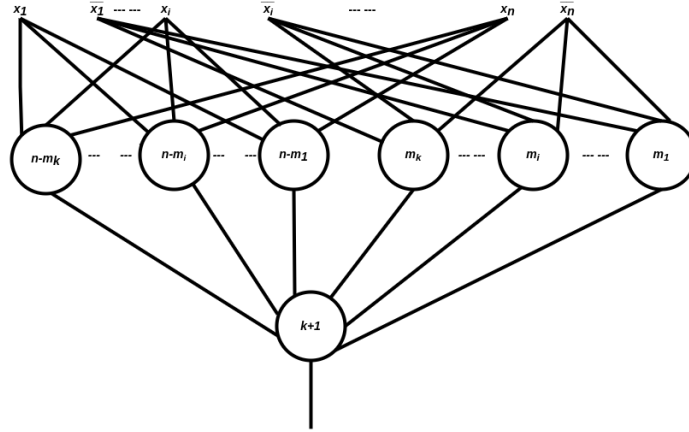 x₁ x̅₁ --- --- xᵢ x̅ᵢ --- --- xₙ x̅ₙ
n-mₖ --- --- n-mᵢ --- --- n-m₁ mₖ --- --- mᵢ --- --- m₁
k+1